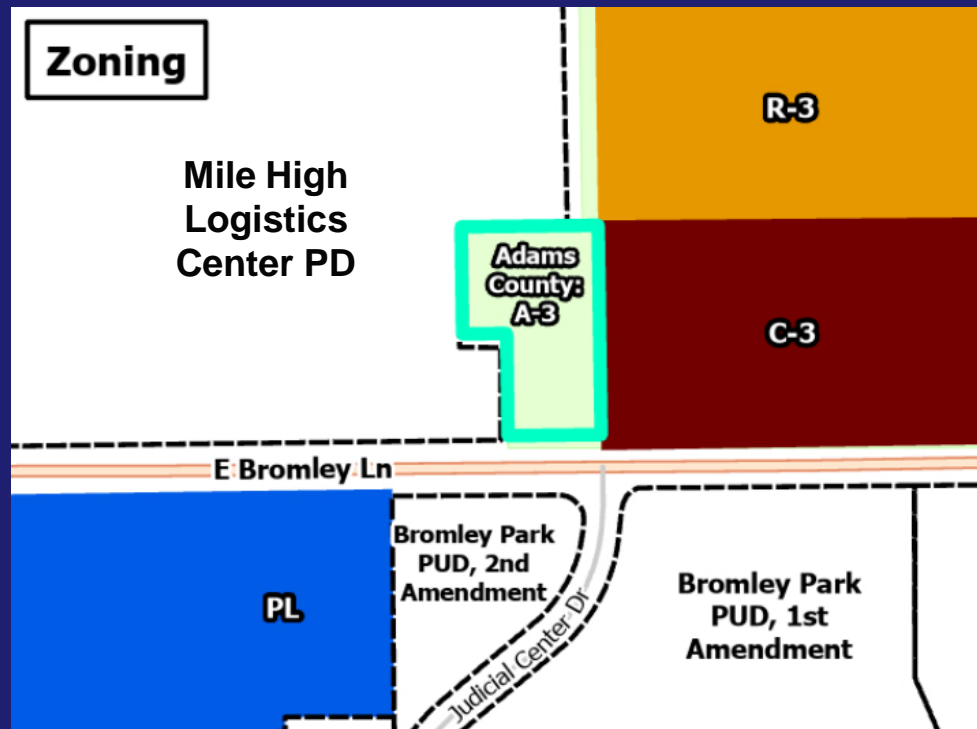 Zoning
Mile High
Logistics
Center PD
R-3
Adams
County:
A-3
C-3
E Bromley Ln
PL
Bromley Park
PUD, 2nd
Amendment
Judicial Center Dr
Bromley Park
PUD, 1st
Amendment